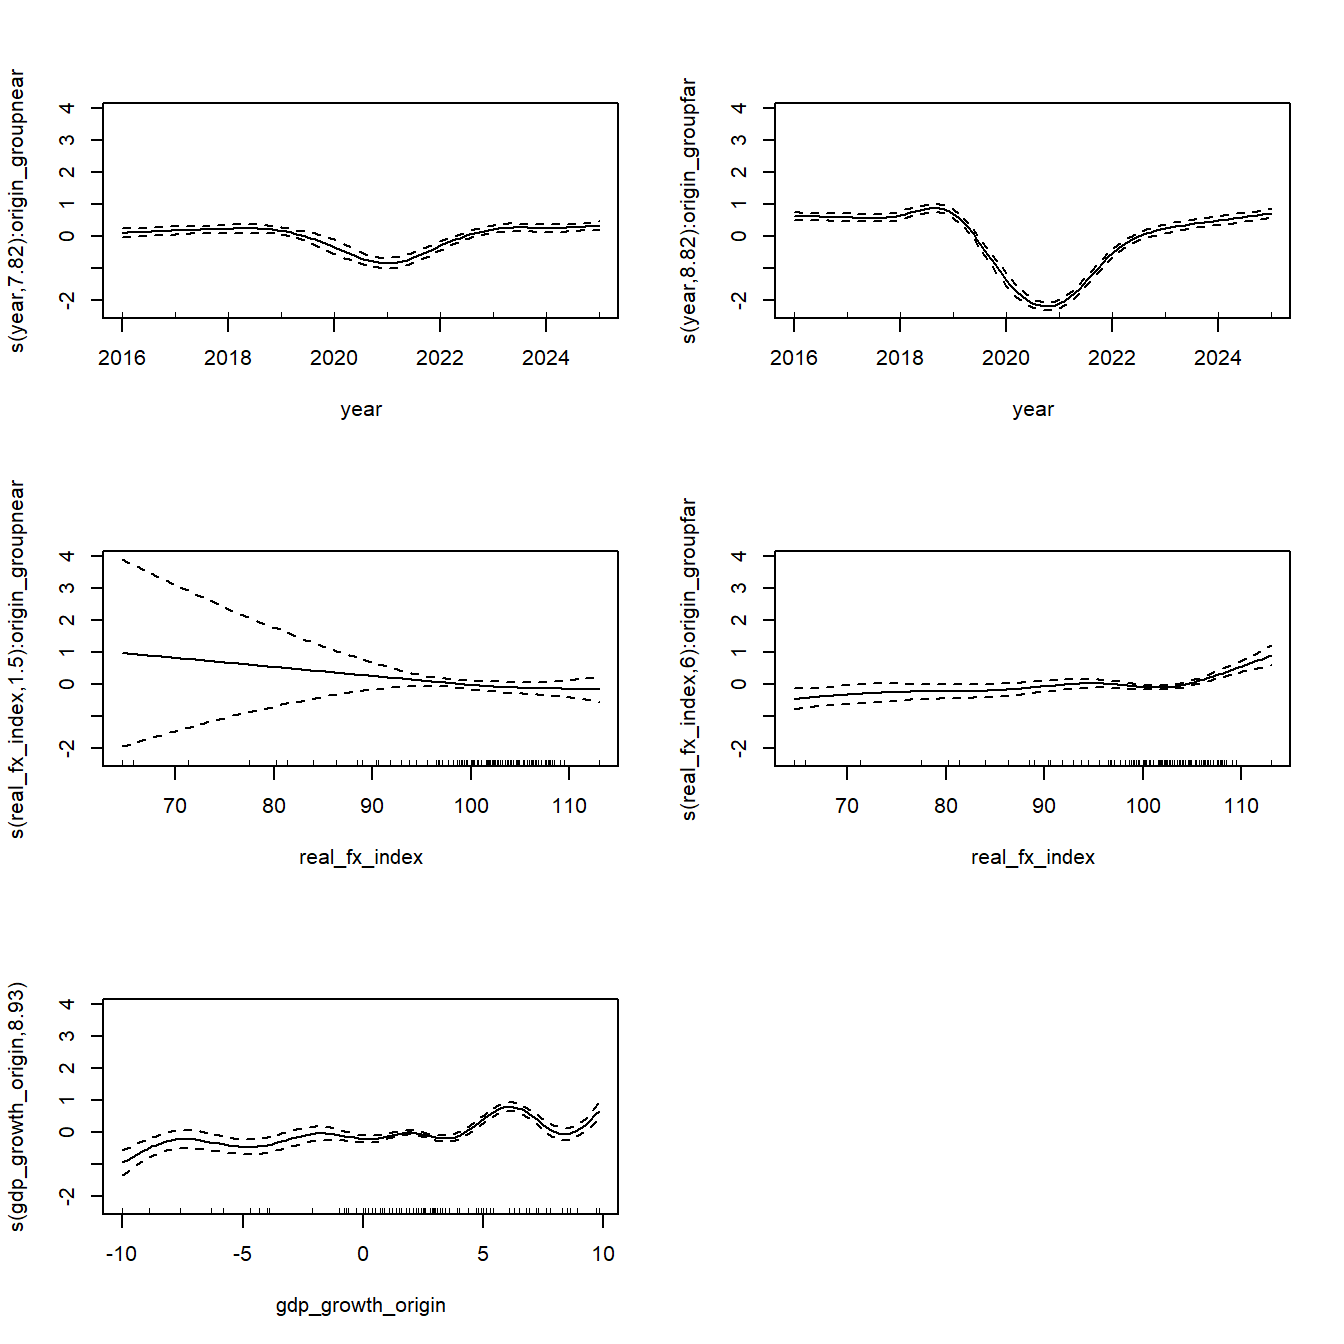 s(year,7.82):origin_groupnear
4
3
2
1
0
-2
2016 2018 2020 2022 2024
year
s(year,8.82):origin_groupfar
4
3
2
1
0
-2
2016 2018 2020 2022 2024
year
s(real_fx_index,1.5):origin_groupnear
4
3
2
1
0
-2
70 80 90 100 110
real_fx_index
s(real_fx_index,6):origin_groupfar
4
3
2
1
0
-2
70 80 90 100 110
real_fx_index
s(gdp_growth_origin,8.93)
4
3
2
1
0
-2
-10 -5 0 5 10
gdp_growth_origin